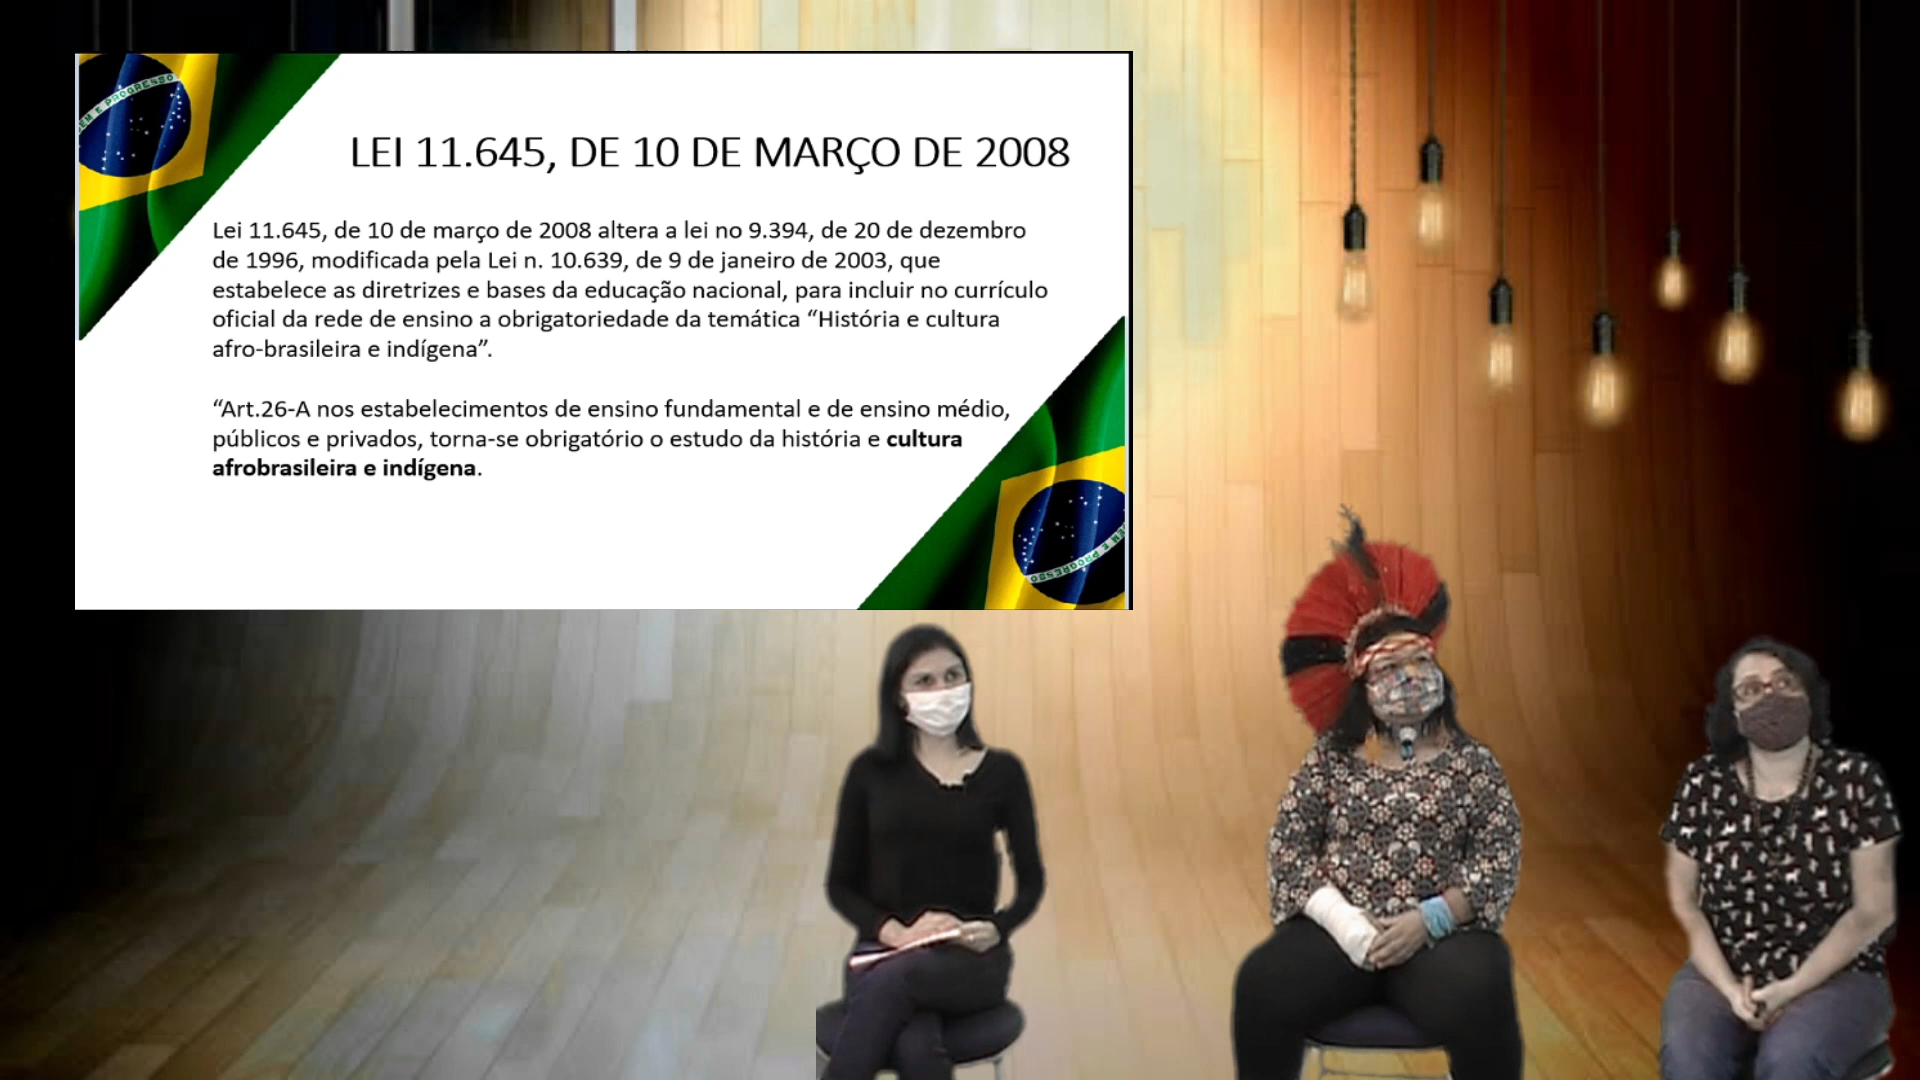 EM E PROGRESSO
LEI 11.645, DE 10 DE MARÇO DE 2008
Lei 11.645, de 10 de março de 2008 altera a lei no 9.394, de 20 de dezembro
de 1996, modificada pela Lei n. 10.639, de 9 de janeiro de 2003, que
estabelece as diretrizes e bases da educação nacional, para incluir no currículo
oficial da rede de ensino a obrigatoriedade da temática “História e cultura
afro-brasileira e indígena”.
“Art.26-A nos estabelecimentos de ensino fundamental e de ensino médio,
públicos e privados, torna-se obrigatório o estudo da história e cultura
afrobrasileira e indígena.
EM E PROGRESSO